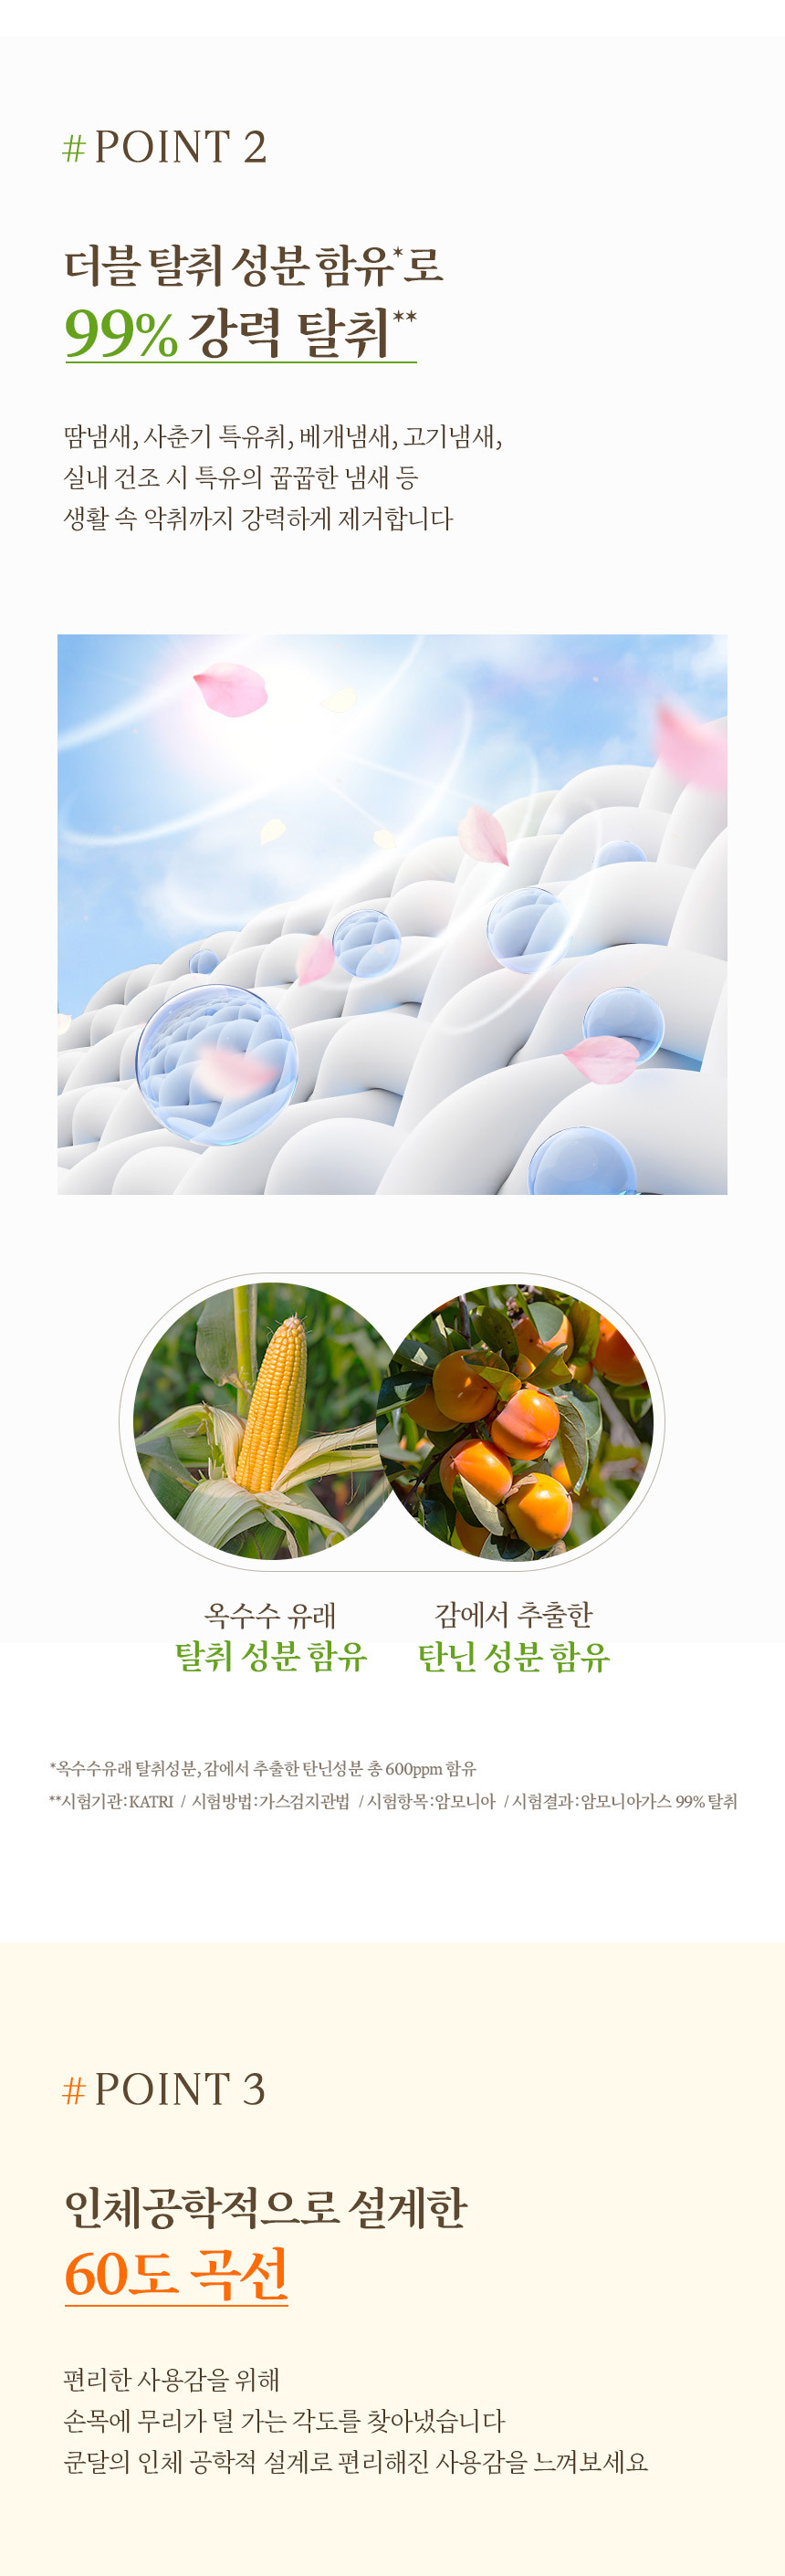 # POINT 2
더블 탈취 성분 함유*로
99% 강력 탈취**
땀냄새, 사춘기 특유취, 베개냄새, 고기냄새,
실내 건조 시 특유의 꿉꿉한 냄새 등
생활 속 악취까지 강력하게 제거합니다
옥수수 유래
탈취 성분 함유
감에서 추출한
탄닌 성분 함유
*옥수수유래 탈취성분, 감에서 추출한 탄닌성분 총 600ppm 함유
**시험기관:KATRI / 시험방법:가스검지관법 / 시험항목:암모니아 / 시험결과:암모니아가스 99% 탈취
# POINT 3
인체공학적으로 설계한
60도 곡선
편리한 사용감을 위해
손목에 무리가 덜 가는 각도를 찾아냈습니다
쿤달의 인체 공학적 설계로 편리해진 사용감을 느껴보세요